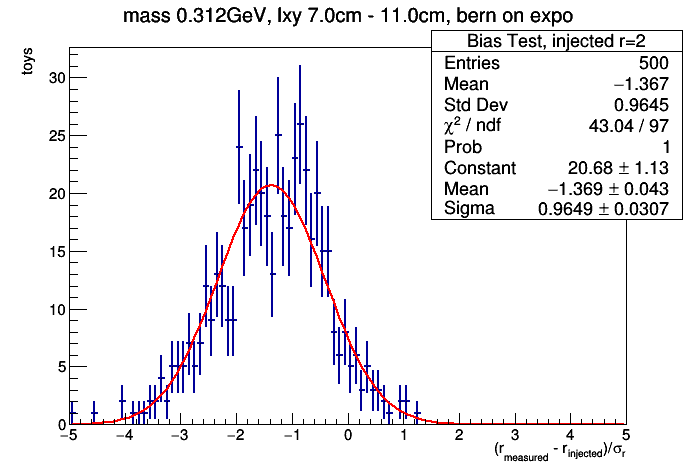 mass 0.312GeV, lxy 7.0cm - 11.0cm, bern on expo
Bias Test, injected r=2
Entries 500
Mean −1.367
Std Dev 0.9645
χ² / ndf 43.04 / 97
Prob 1
Constant 20.68 ± 1.13
Mean −1.369 ± 0.043
Sigma 0.9649 ± 0.0307
toys
30
25
20
15
10
5
0
−5 −4 −3 −2 −1 0 1 2 3 4 5
(r_measured - r_injected)/σ_r